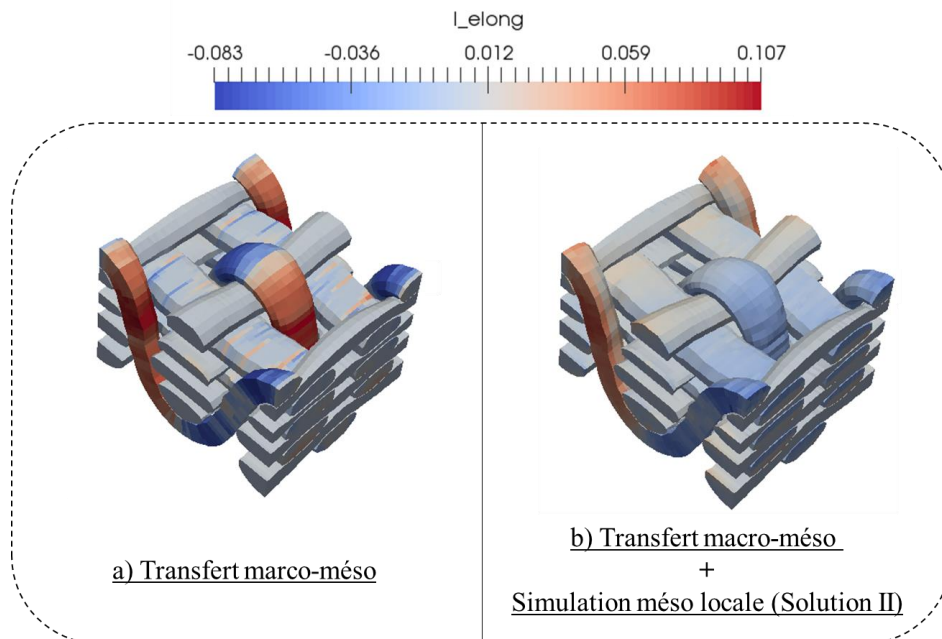 I_elong
-0.083 -0.036 0.012 0.059 0.107
a) Transfert marco-méso
b) Transfert macro-méso
+
Simulation méso locale (Solution II)